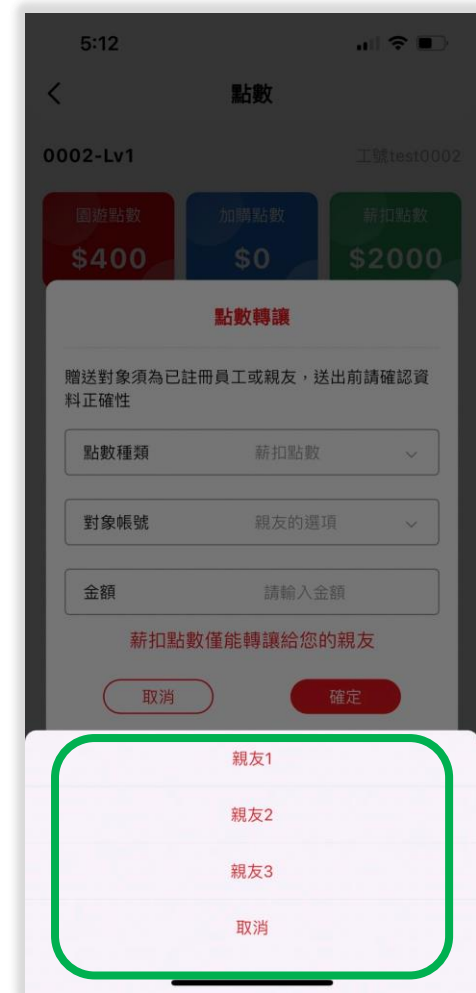 5:12
點數
0002-Lv1
工號test0002
園遊點數
加購點數
薪扣點數
$400
$0
$2000
點數轉讓
贈送對象須為已註冊員工或親友，送出前請確認資
料正確性
點數種類
薪扣點數
對象帳號
親友的選項
金額
請輸入金額
薪扣點數僅能轉讓給您的親友
取消
確定
親友1
親友2
親友3
取消